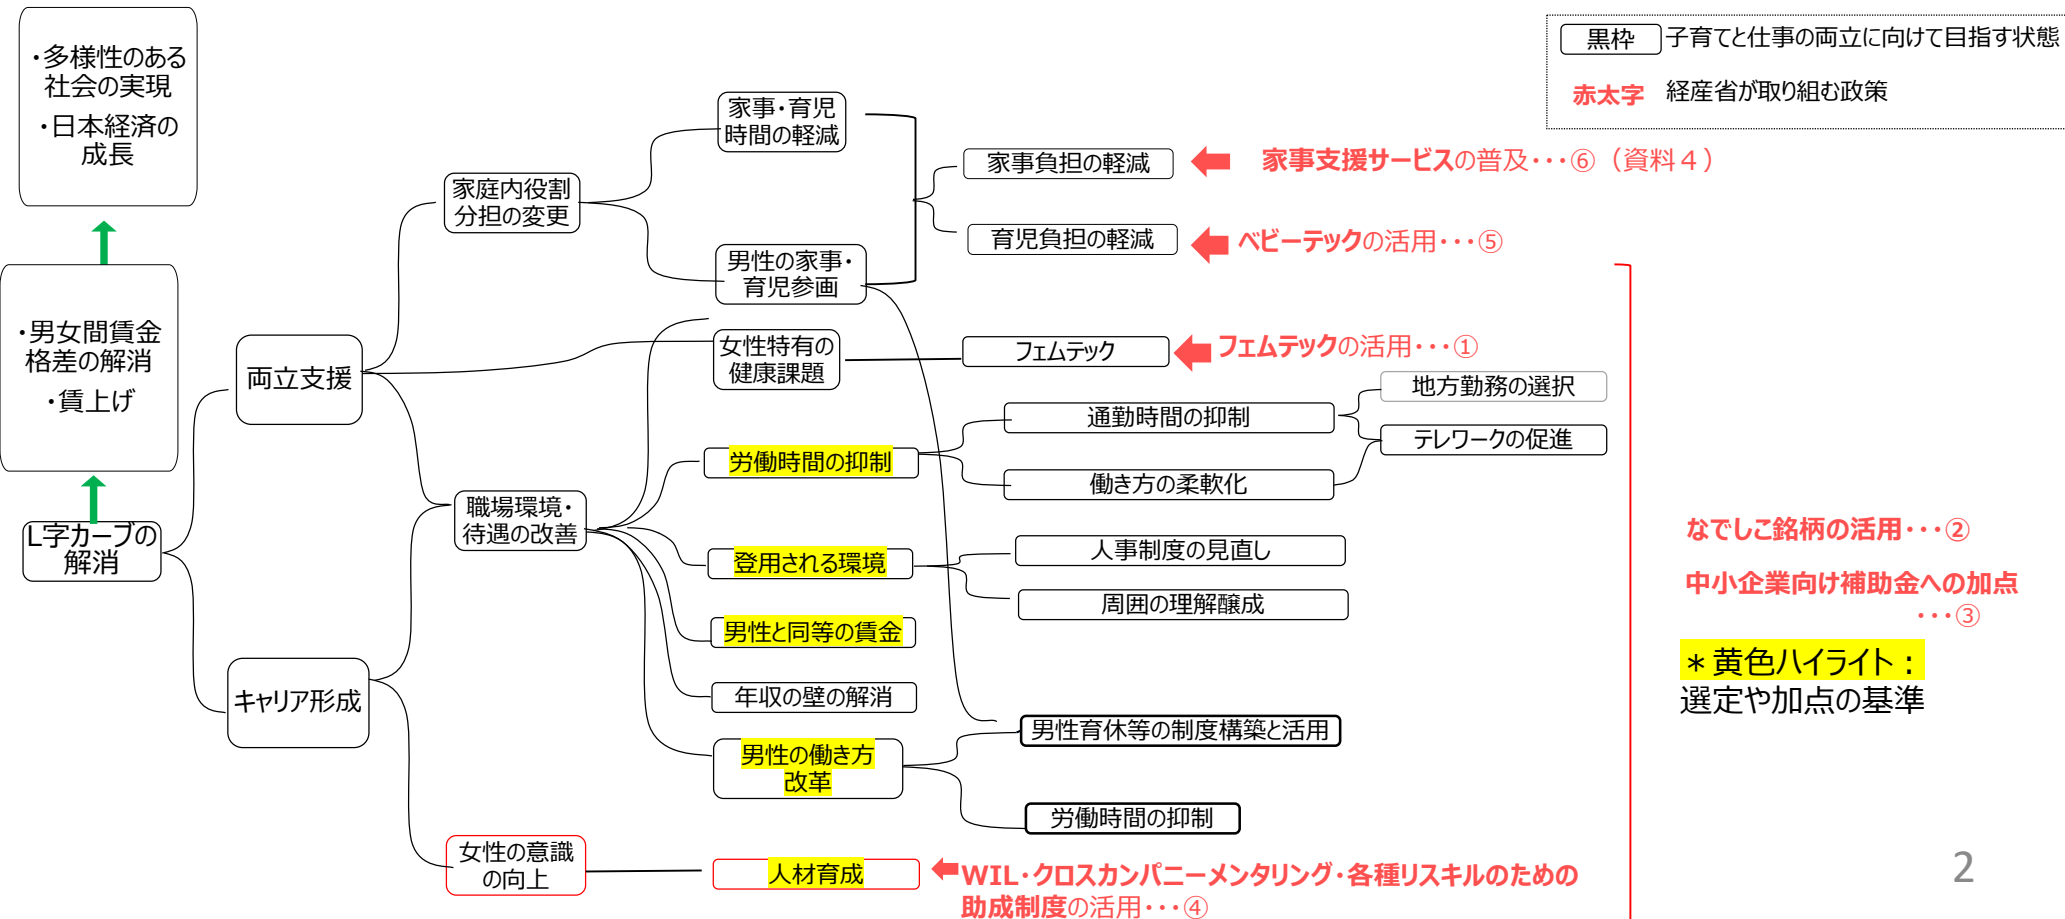 ・多様性のある
社会の実現
・日本経済の
成長
・男女間賃金
格差の解消
・賃上げ
L字カーブの
解消
両立支援
キャリア形成
家庭内役割
分担の変更
職場環境・
待遇の改善
女性の意識
の向上
家事・育児
時間の軽減
男性の家事・
育児参画
女性特有の
健康課題
労働時間の抑制
登用される環境
男性と同等の賃金
年収の壁の解消
男性の働き方
改革
人材育成
家事負担の軽減
育児負担の軽減
フェムテック
通勤時間の抑制
働き方の柔軟化
人事制度の見直し
周囲の理解醸成
男性育休等の制度構築と活用
労働時間の抑制
地方勤務の選択
テレワークの促進
家事支援サービスの普及・・・⑥（資料４）
ベビーテックの活用・・・⑤
フェムテックの活用・・・①
WIL・クロスカンパニーメンタリング・各種リスキルのための
助成制度の活用・・・④
黒枠 子育てと仕事の両立に向けて目指す状態
赤太字 経産省が取り組む政策
なでしこ銘柄の活用・・・②
中小企業向け補助金への加点
・・・③
＊黄色ハイライト：
選定や加点の基準
2